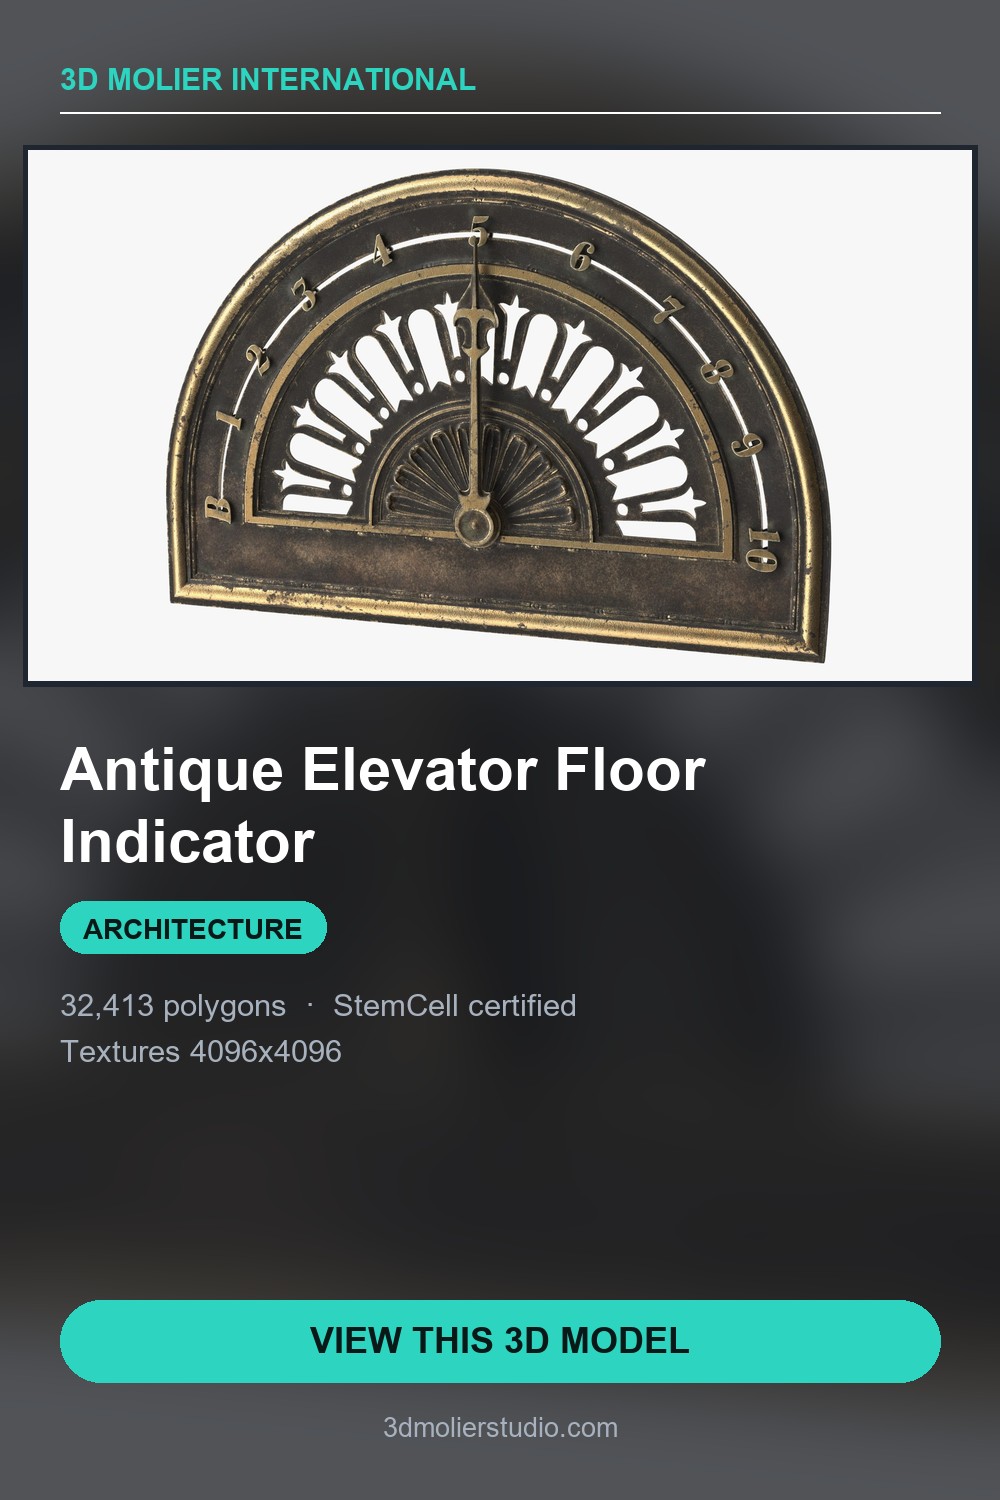 3D MOLIER INTERNATIONAL
B 1 2 3 4 5 6 7 8 9 10
Antique Elevator Floor
Indicator
ARCHITECTURE
32,413 polygons · StemCell certified
Textures 4096x4096
VIEW THIS 3D MODEL
3dmolierstudio.com